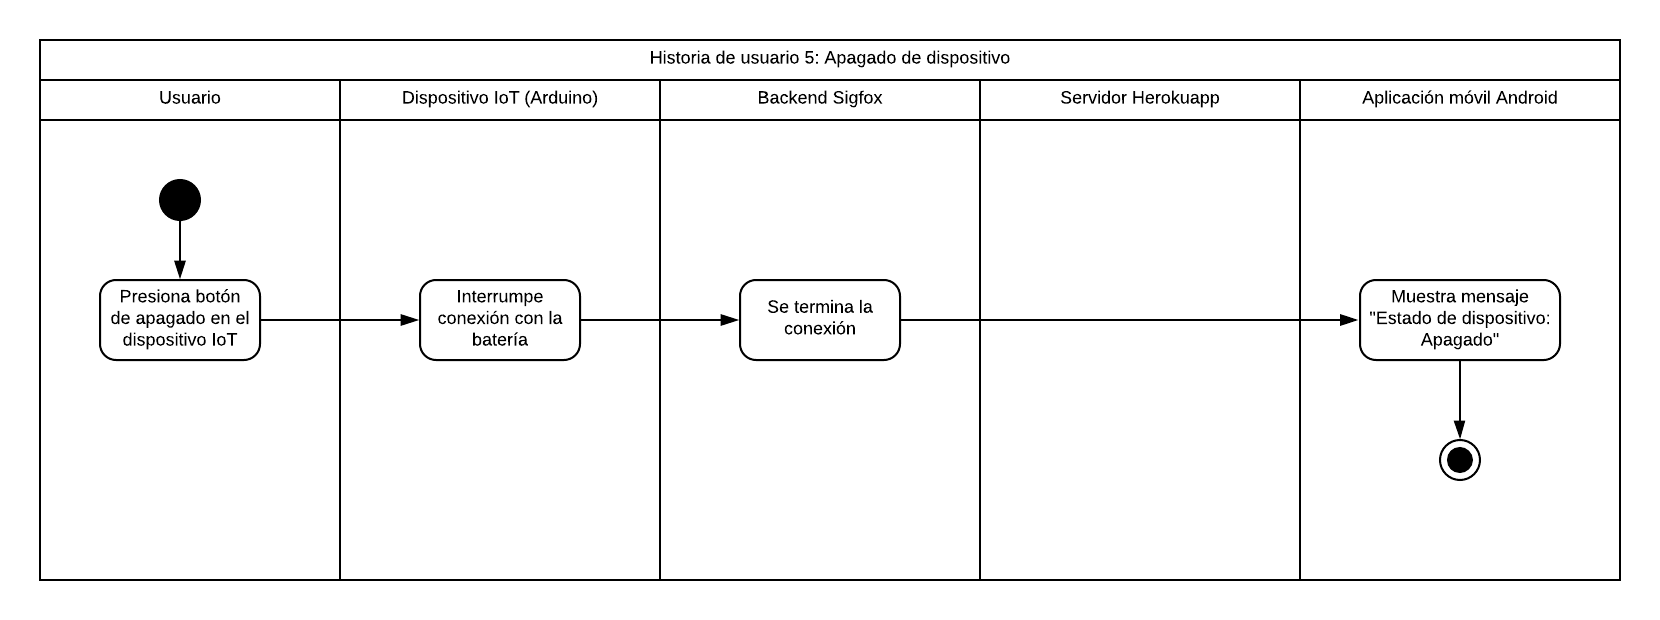 Historia de usuario 5: Apagado de dispositivo
Usuario
Dispositivo IoT (Arduino)
Backend Sigfox
Servidor Herokuapp
Aplicación móvil Android
Presiona botón
de apagado en el
dispositivo IoT
Interrumpe
conexión con la
batería
Se termina la
conexión
Muestra mensaje
"Estado de dispositivo:
Apagado"